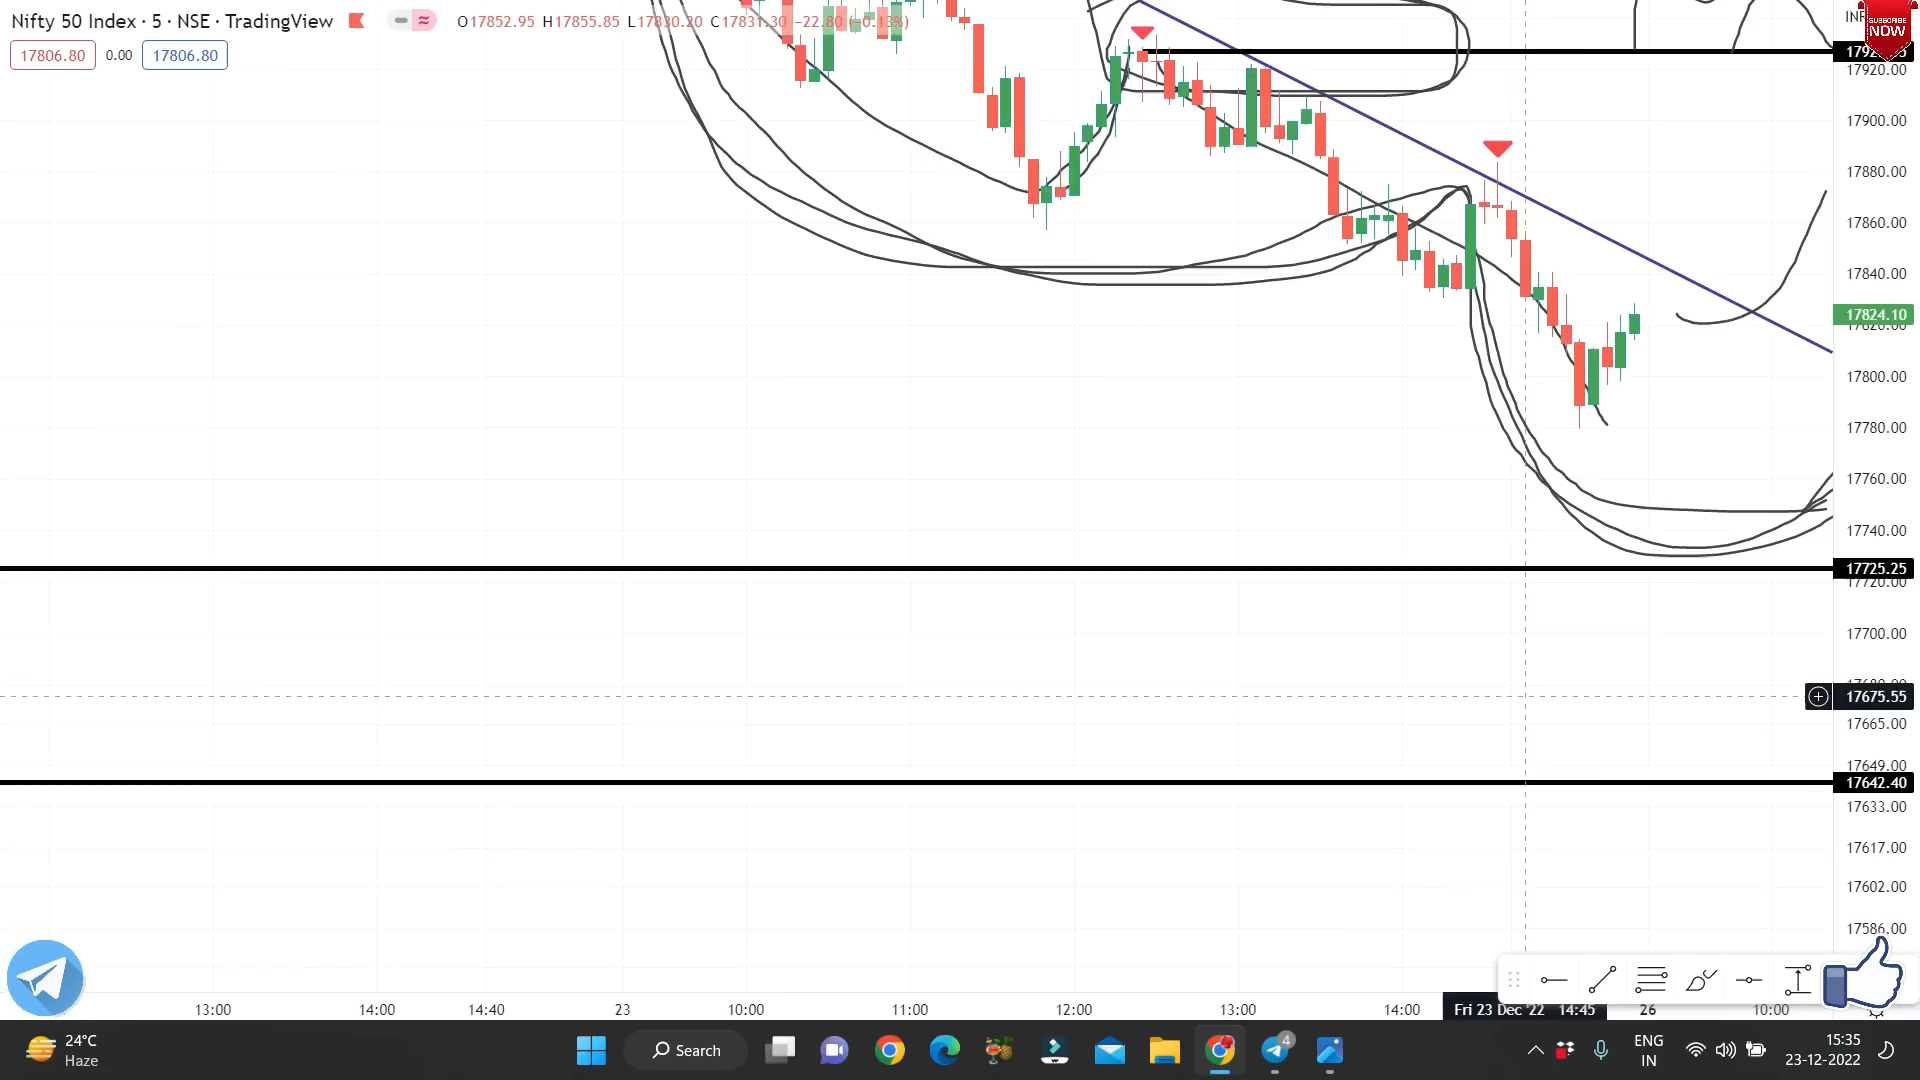 Nifty 50 Index · 5 · NSE · TradingView
O17852.95 H17855.85 L17830.20 C17831.30 −22.80 (−0.13%)
17806.80 0.00 17806.80
SUBSCRIBE
NOW
17920.00
17900.00
17880.00
17860.00
17840.00
17824.10
17820.00
17800.00
17780.00
17760.00
17740.00
17725.25
17720.00
17700.00
17675.55
17665.00
17649.00
17642.40
17633.00
17617.00
17602.00
17586.00
13:00 14:00 14:40 23 10:00 11:00 12:00 13:00 14:00 Fri 23 Dec '22 14:45 26 10:00
24°C
Haze
Search
4
ENG
IN
15:35
23-12-2022